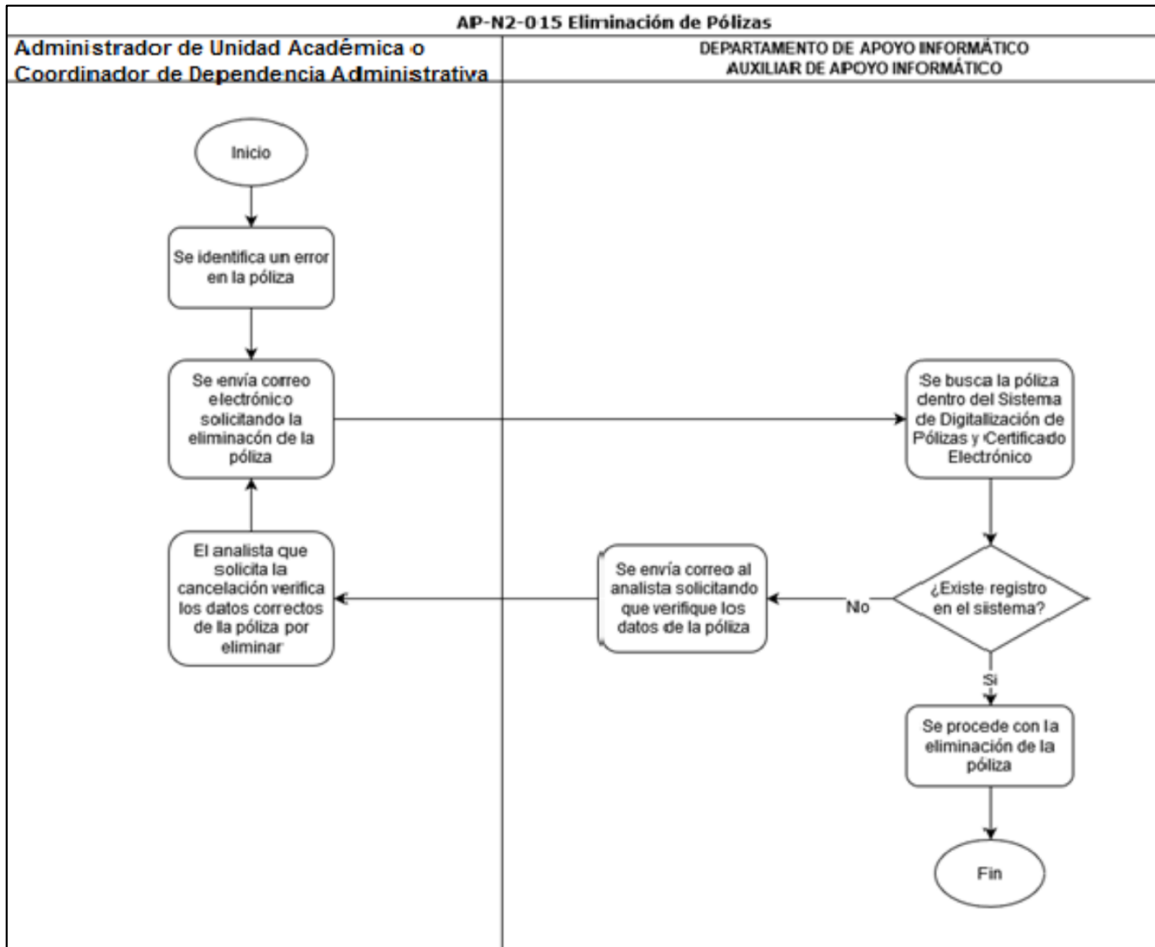 AP-N2-015 Eliminación de Pólizas
Administrador de Unidad Académica o
Coordinador de Dependencia Administrativa
DEPARTAMENTO DE APOYO INFORMÁTICO
AUXILIAR DE APOYO INFORMÁTICO
Inicio
Se identifica un error
en la póliza
Se envía correo
electrónico
solicitando la
eliminacón de la
póliza
Se busca la póliza
dentro del Sistema
de Digitallización de
Pólizas y Certificado
Electrónico
El analista que
solicita la
cancelación verifica
los datos correctos
de lla póliza por
eliminar
Se envía correo al
analista solicitando
que verifique los
datos de la póliza
No
¿Existe registro
en el sistema?
Si
Se procede con la
eliminación de la
póliza
Fin